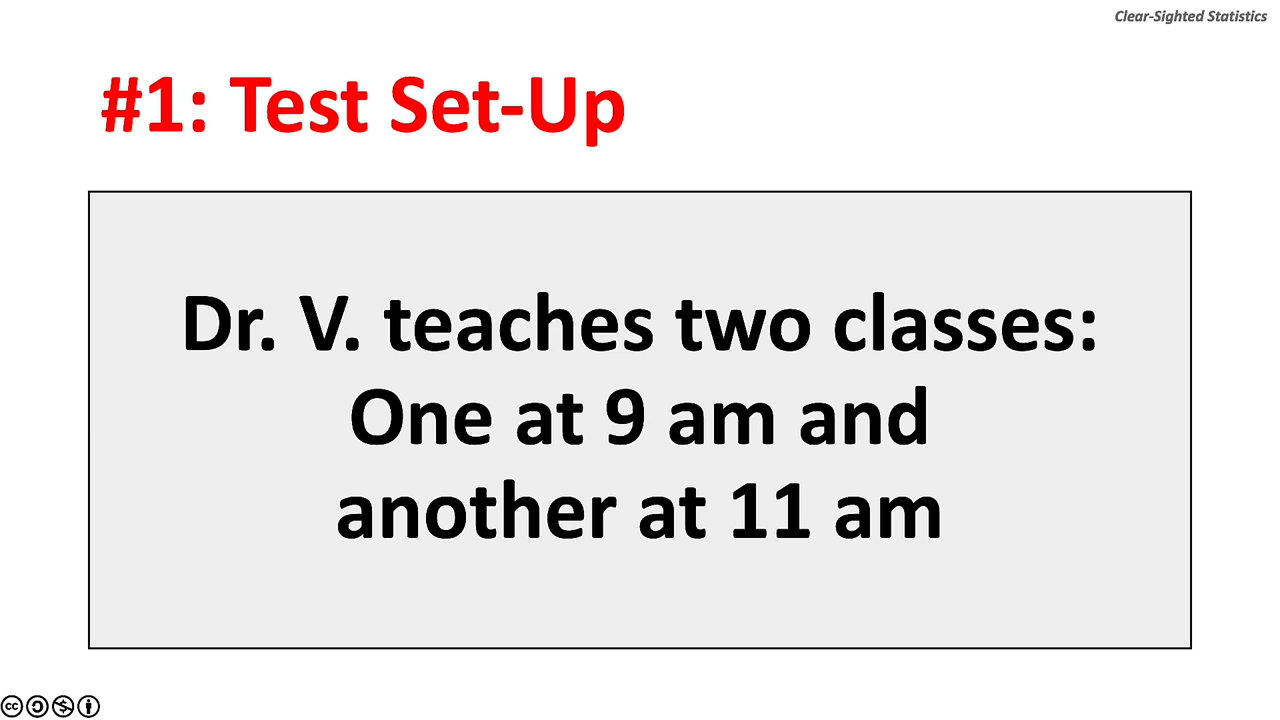 Clear-Sighted Statistics
#1: Test Set-Up
Dr. V. teaches two classes:
One at 9 am and
another at 11 am